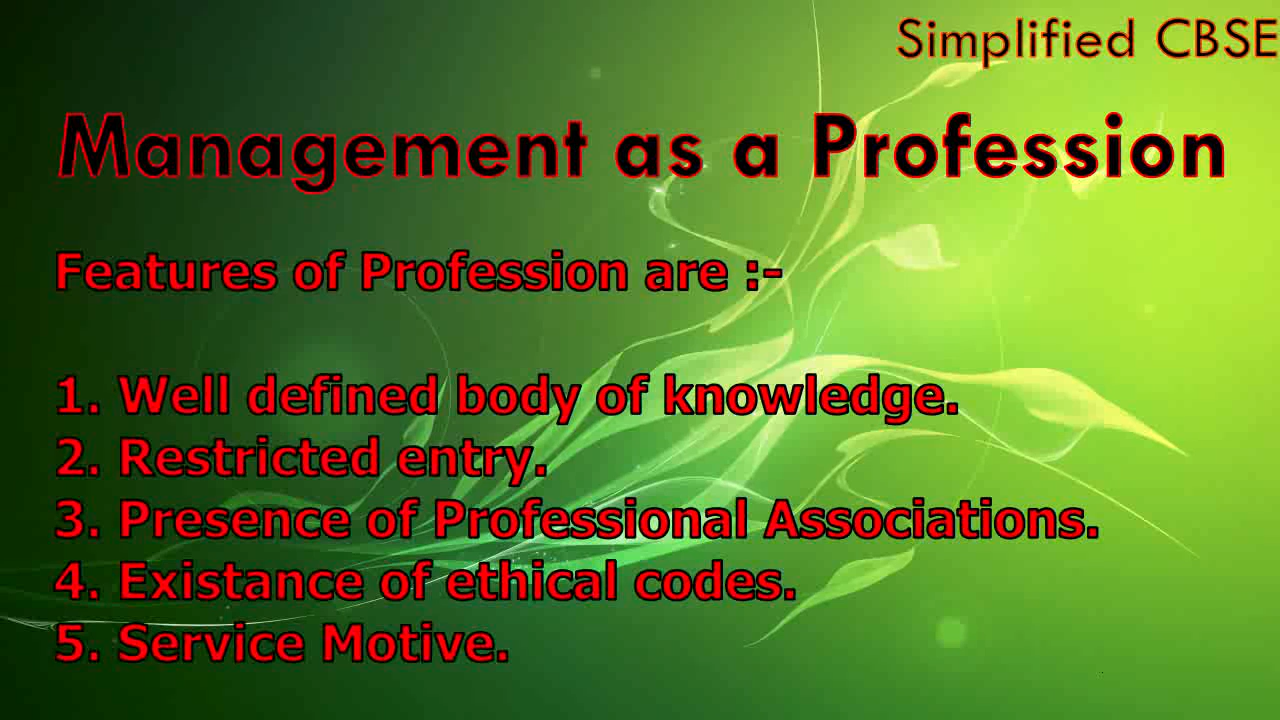 Simplified CBSE
Management as a Profession
Features of Profession are :-
1. Well defined body of knowledge.
2. Restricted entry.
3. Presence of Professional Associations.
4. Existance of ethical codes.
5. Service Motive.